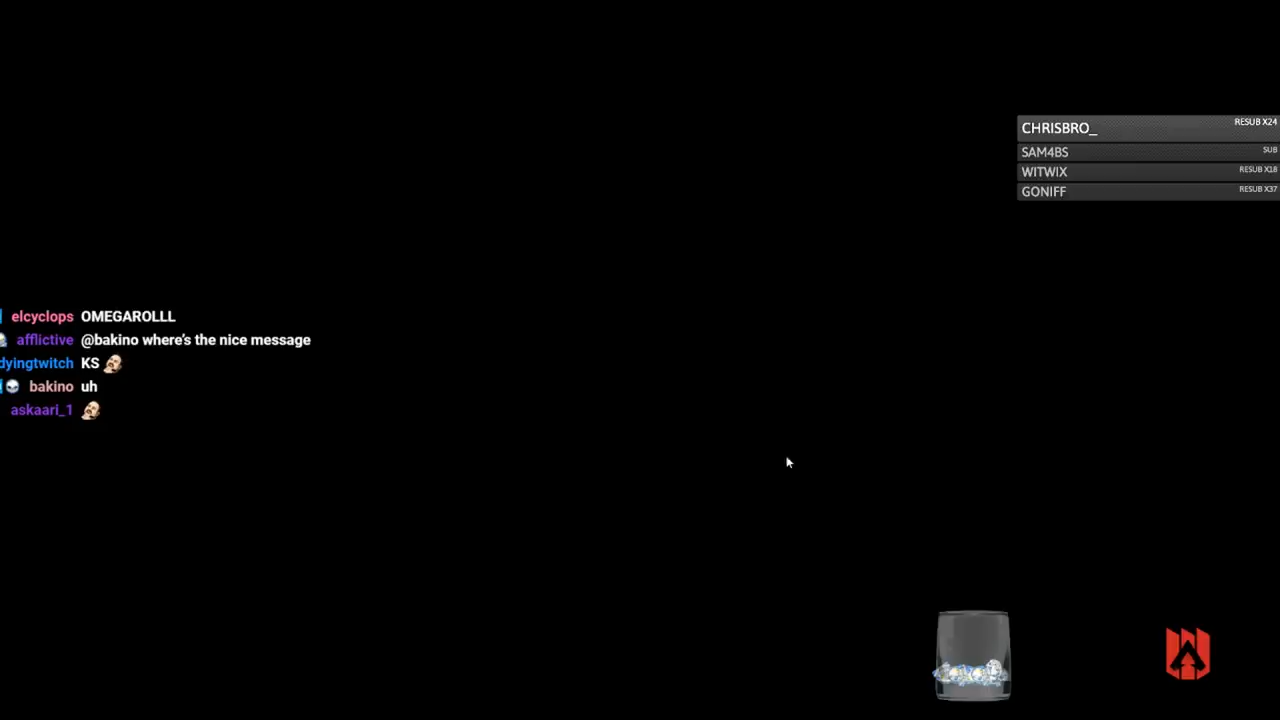 CHRISBRO_ RESUB X24
SAM4BS SUB
WITWIX RESUB X18
GONIFF RESUB X37
elcyclops OMEGAROLLL
afflictive @bakino where's the nice message
dyingtwitch KS
bakino uh
askaari_1